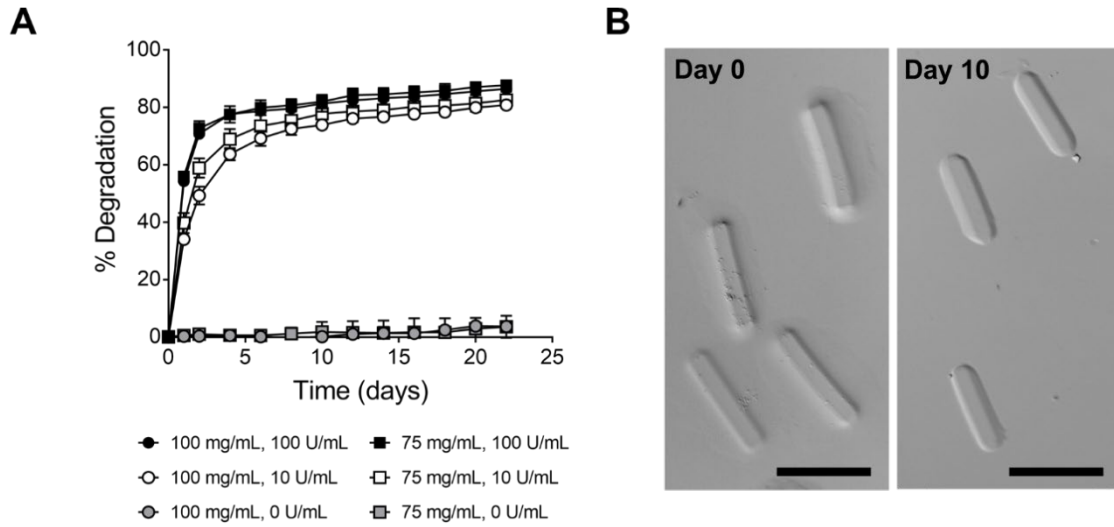 A
B
100
80
60
40
20
0
% Degradation
0 5 10 15 20 25
Time (days)
100 mg/mL, 100 U/mL 75 mg/mL, 100 U/mL
100 mg/mL, 10 U/mL 75 mg/mL, 10 U/mL
100 mg/mL, 0 U/mL 75 mg/mL, 0 U/mL
Day 0
Day 10